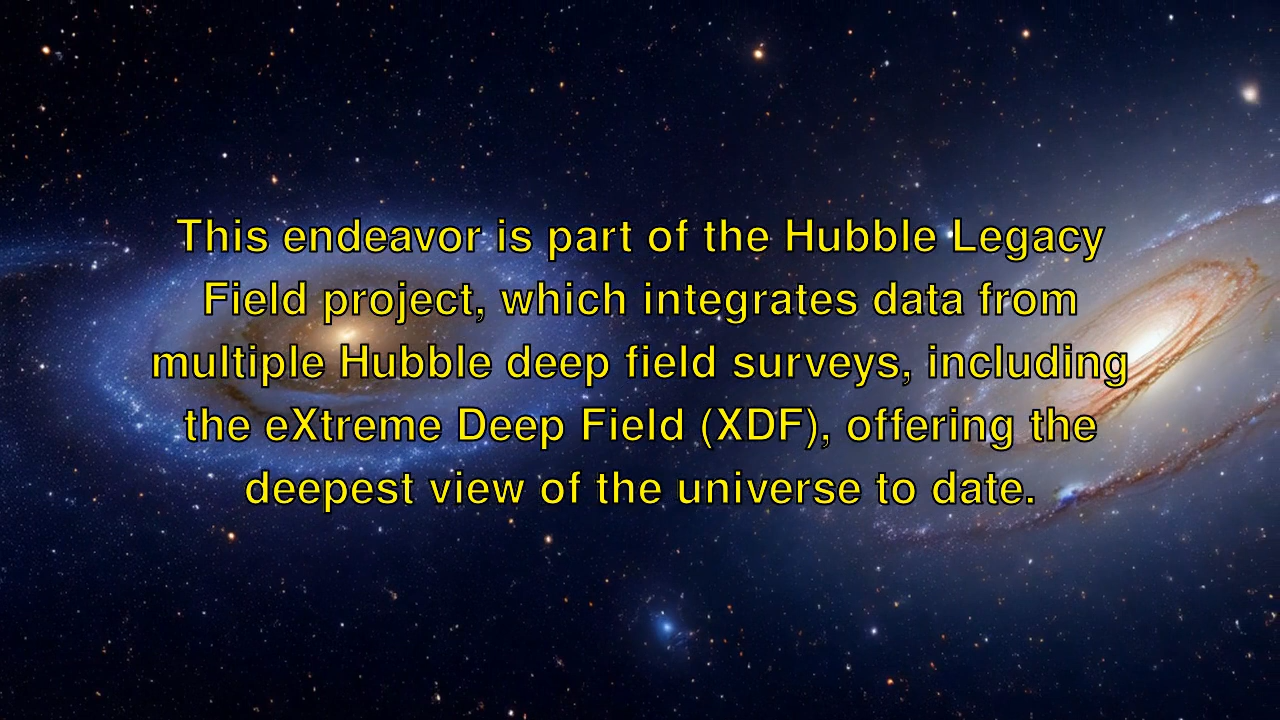 This endeavor is part of the Hubble Legacy
Field project, which integrates data from
multiple Hubble deep field surveys, including
the eXtreme Deep Field (XDF), offering the
deepest view of the universe to date.